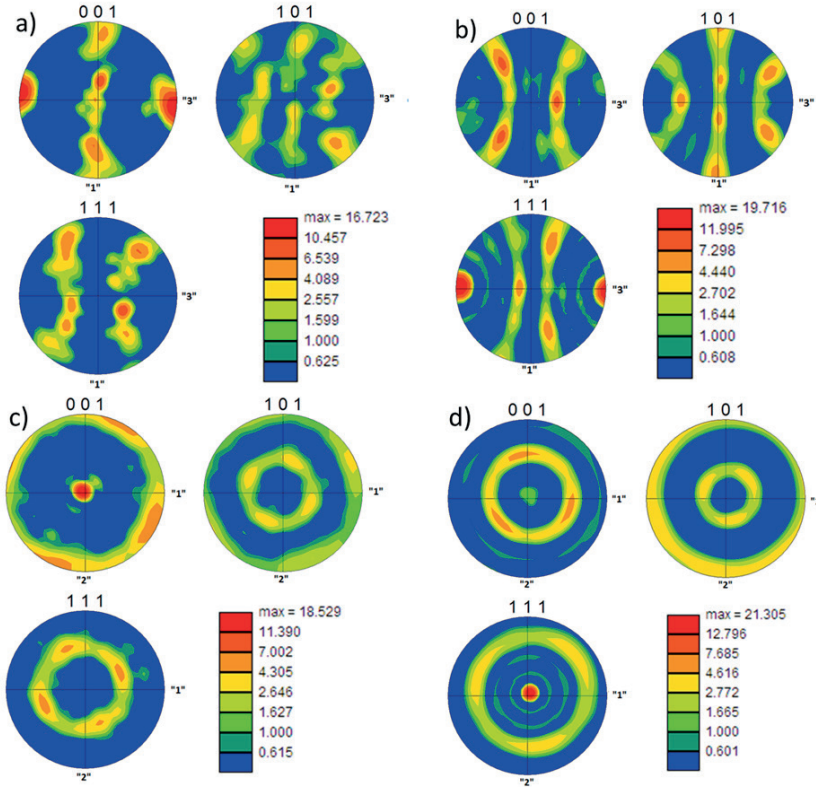 a)
0 0 1
"3"
"1"
1 0 1
"3"
"1"
1 1 1
"3"
"1"
max = 16.723
10.457
6.539
4.089
2.557
1.599
1.000
0.625
b)
0 0 1
"3"
"1"
1 0 1
"3"
"1"
1 1 1
"3"
"1"
max = 19.716
11.995
7.298
4.440
2.702
1.644
1.000
0.608
c)
0 0 1
"1"
"2"
1 0 1
"1"
"2"
1 1 1
"1"
"2"
max = 18.529
11.390
7.002
4.305
2.646
1.627
1.000
0.615
d)
0 0 1
"1"
"2"
1 0 1
"2"
1 1 1
"1"
"2"
max = 21.305
12.796
7.685
4.616
2.772
1.665
1.000
0.601